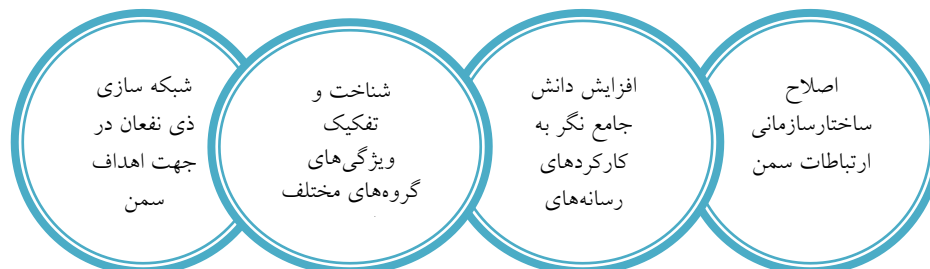 اصلاح
ساختارسازمانی
ارتباطات سمن
افزایش دانش
جامع نگر به
کارکردهای
رسانه‌های
شناخت و
تفکیک
ویژگی‌های
گروه‌های مختلف
شبکه سازی
ذی نفعان در
جهت اهداف
سمن